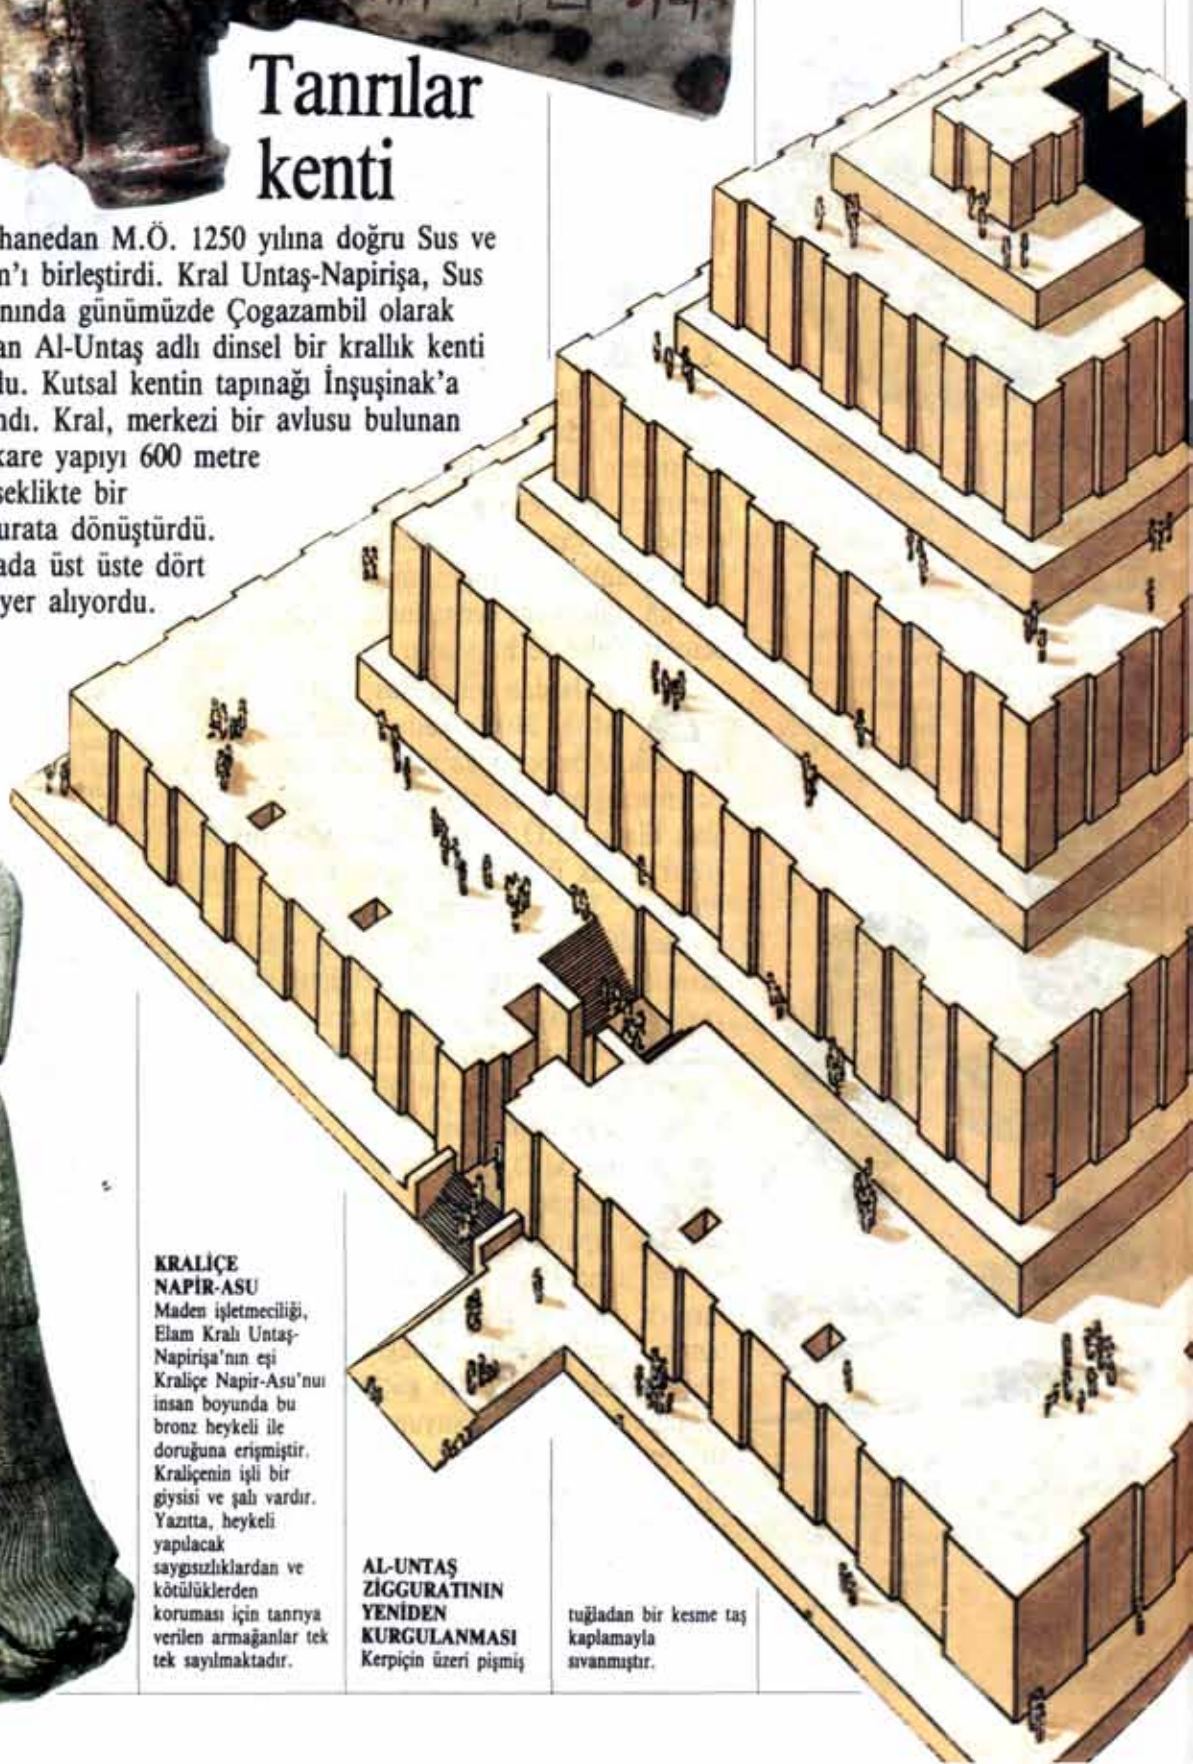 Tanrılar
kenti
hanedan M.Ö. 1250 yılına doğru Sus ve
m'ı birleştirdi. Kral Untaş-Napirişa, Sus
nında günümüzde Çogazambil olarak
an Al-Untaş adlı dinsel bir krallık kenti
lu. Kutsal kentin tapınağı İnşuşinak'a
ndı. Kral, merkezi bir avlusu bulunan
kare yapıyı 600 metre
seklikte bir
urata dönüştürdü.
ada üst üste dört
yer alıyordu.
KRALİÇE
NAPİR-ASU
Maden işletmeciliği,
Elam Kralı Untaş-
Napirişa'nın eşi
Kraliçe Napir-Asu'nun
insan boyunda bu
bronz heykeli ile
doruğuna erişmiştir.
Kraliçenin işli bir
giysisi ve şalı vardır.
Yazıtta, heykeli
yapılacak
saygısızlıklardan ve
kötülüklerden
koruması için tanrıya
verilen armağanlar tek
tek sayılmaktadır.
AL-UNTAŞ
ZİGGURATININ
YENİDEN
KURGULANMASI
Kerpiçin üzeri pişmiş
tuğladan bir kesme taş
kaplamayla
sıvanmıştır.